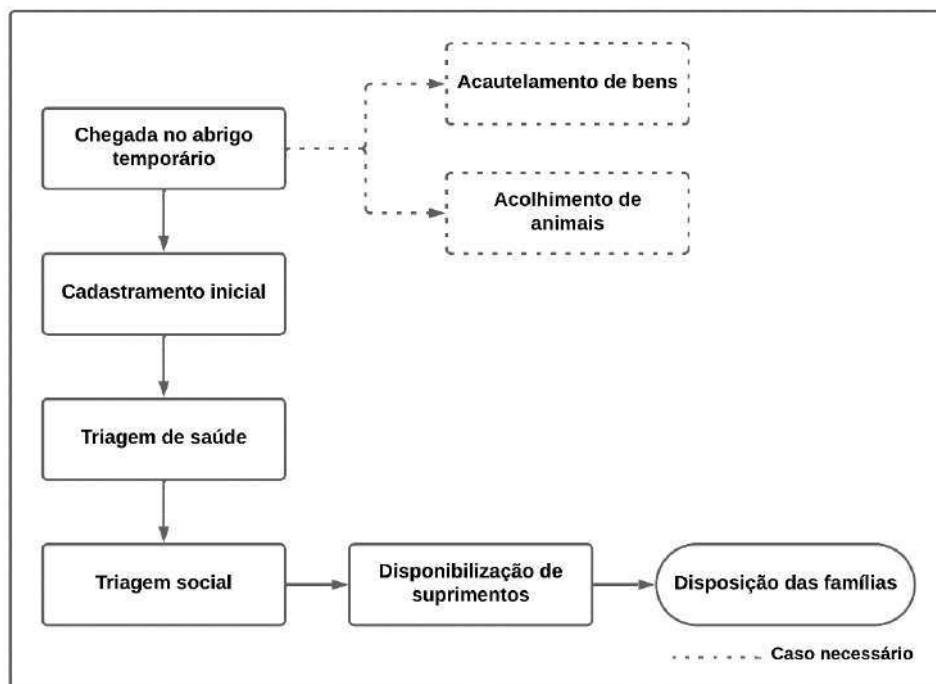 Acautelamento de bens
Chegada no abrigo
temporário
Acolhimento de
animais
Cadastramento inicial
Triagem de saúde
Triagem social
Disponibilização de
suprimentos
Disposição das famílias
Caso necessário